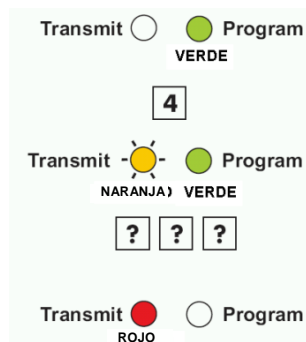 Transmit Program
VERDE
4
Transmit Program
NARANJA) VERDE
? ? ?
Transmit Program
ROJO